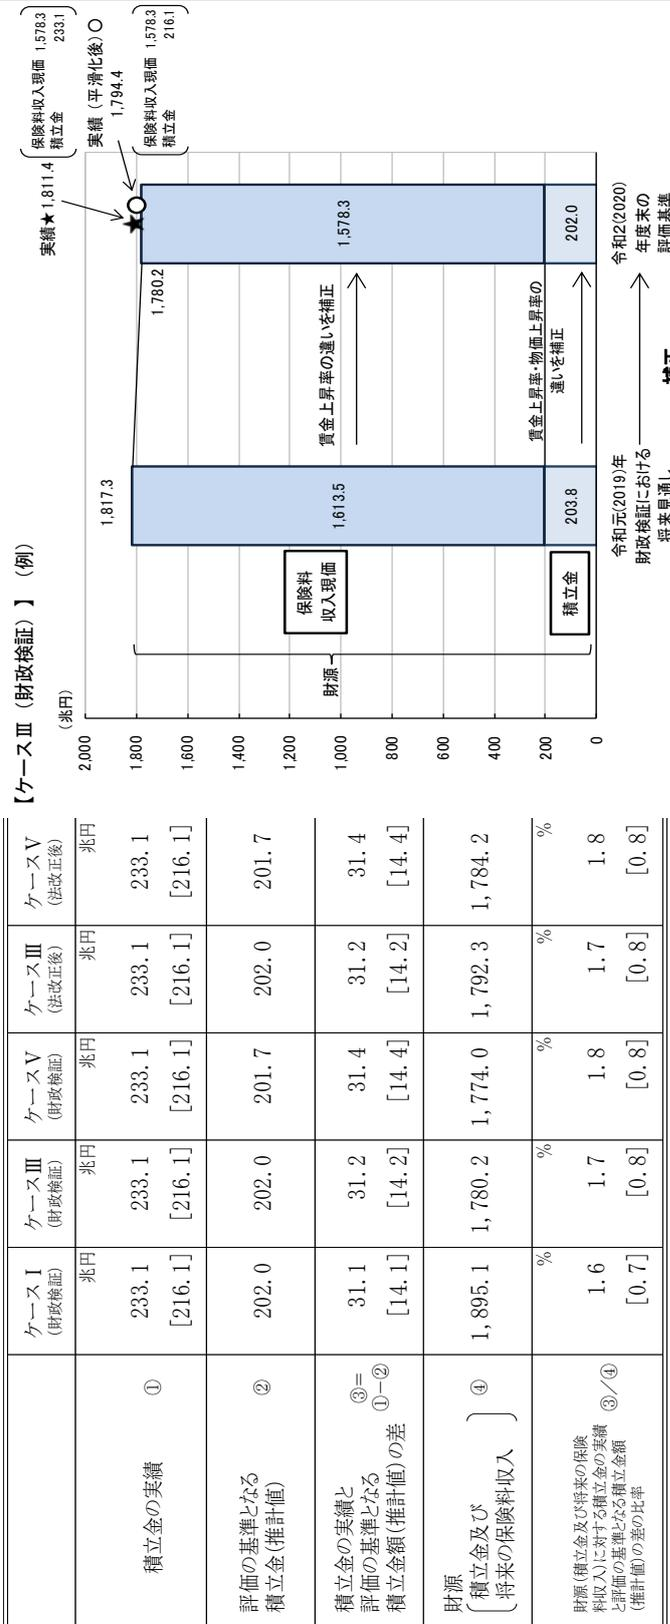 ケースⅠ
(財政検証)
ケースⅢ
(財政検証)
ケースⅤ
(財政検証)
ケースⅢ
(法改正後)
ケースⅤ
(法改正後)
兆円 兆円 兆円 兆円 兆円
積立金の実績 ① 233.1 233.1 233.1 233.1 233.1
[216.1] [216.1] [216.1] [216.1] [216.1]
評価の基準となる
積立金(推計値) ② 202.0 202.0 201.7 202.0 201.7
積立金の実績と
評価の基準となる
積立金額(推計値)の差
③=
①-②
31.1 31.2 31.4 31.2 31.4
[14.1] [14.2] [14.4] [14.2] [14.4]
財源
積立金及び
将来の保険料収入
④ 1,895.1 1,780.2 1,774.0 1,792.3 1,784.2
% % % % %
財源(積立金及び将来の保険
料収入)に対する積立金の実績
と評価の基準となる積立金額
(推計値)の差の比率
③/④
1.6 1.7 1.8 1.7 1.8
[0.7] [0.8] [0.8] [0.8] [0.8]
【ケースⅢ(財政検証)】(例)
(兆円)
2,000
1,800
1,600
1,400
1,200
1,000
800
600
400
200
0
財源
保険料
収入現価
積立金
1,817.3
1,613.5
203.8
賃金上昇率の違いを補正
賃金上昇率・物価上昇率の
違いを補正
1,780.2
1,578.3
202.0
実績★1,811.4
保険料収入現価 1,578.3
積立金 233.1
実績(平滑化後)○
1,794.4
保険料収入現価 1,578.3
積立金 216.1
令和元(2019)年
財政検証における
将来見通し
令和2(2020)
年度末の
評価基準
補正